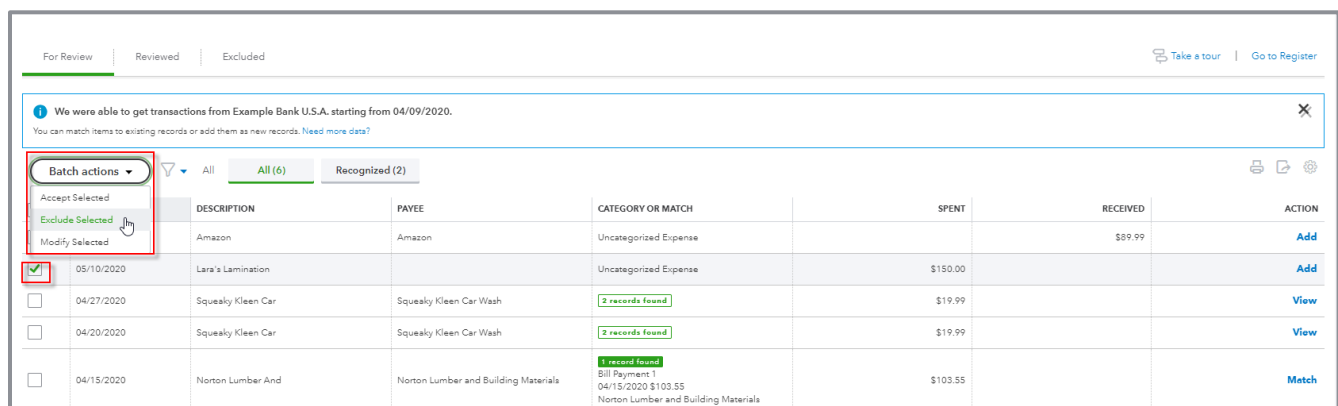 For Review Reviewed Excluded Take a tour | Go to Register
We were able to get transactions from Example Bank U.S.A. starting from 04/09/2020.
You can match items to existing records or add them as new records. Need more data?
Batch actions All All (6) Recognized (2)
Accept Selected
Exclude Selected
Modify Selected
DESCRIPTION PAYEE CATEGORY OR MATCH SPENT RECEIVED ACTION
Amazon Amazon Uncategorized Expense $89.99 Add
05/10/2020 Lara's Lamination Uncategorized Expense $150.00 Add
04/27/2020 Squeaky Kleen Car Squeaky Kleen Car Wash 2 records found $19.99 View
04/20/2020 Squeaky Kleen Car Squeaky Kleen Car Wash 2 records found $19.99 View
1 record found
Bill Payment 1
04/15/2020 Norton Lumber And Norton Lumber and Building Materials 04/15/2020 $103.55 $103.55 Match
Norton Lumber and Building Materials